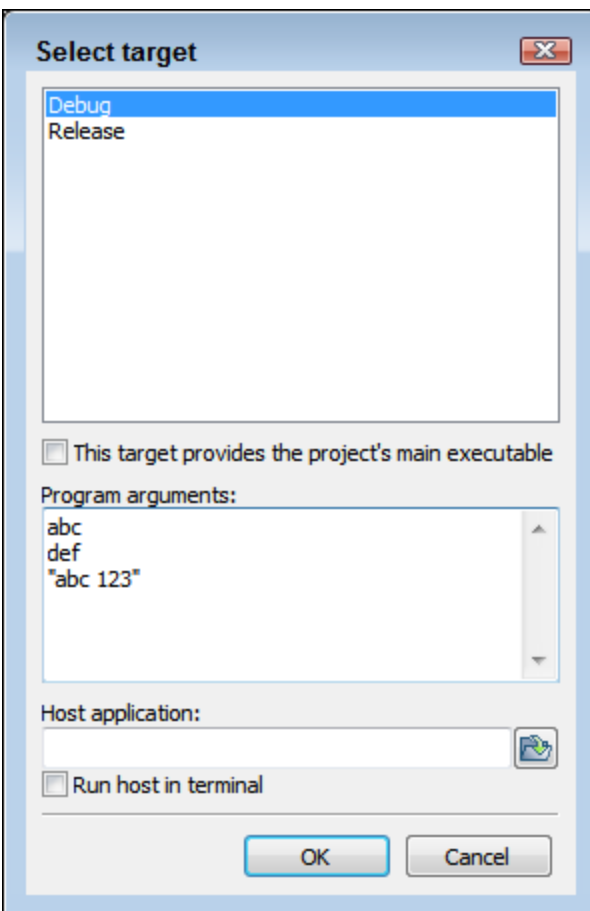 Select target
Debug
Release
This target provides the project's main executable
Program arguments:
abc
def
"abc 123"
Host application:
Run host in terminal
OK
Cancel